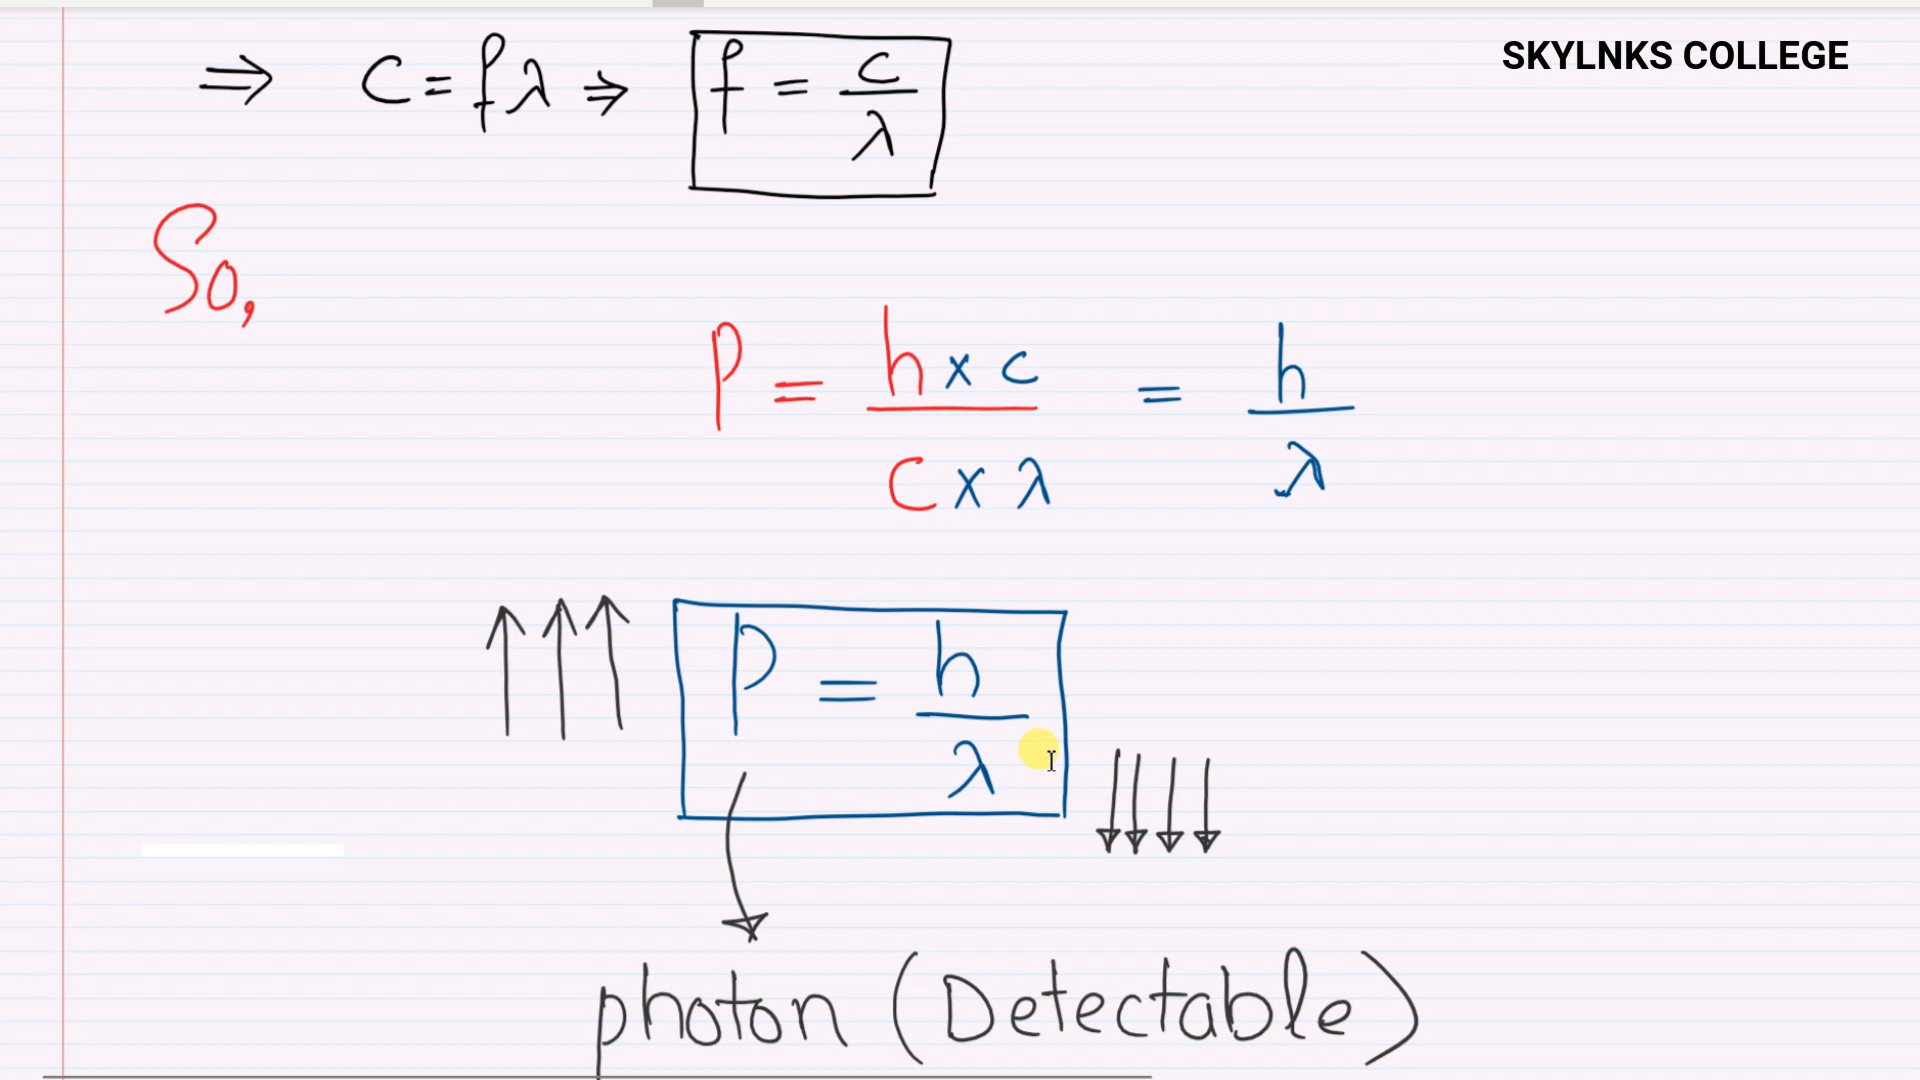 SKYLNKS COLLEGE
⇒ C = fλ ⇒ f = c/λ
So,
P = h x c / c x λ = h/λ
↑↑↑ P = h/λ ↓↓↓↓
photon (Detectable)